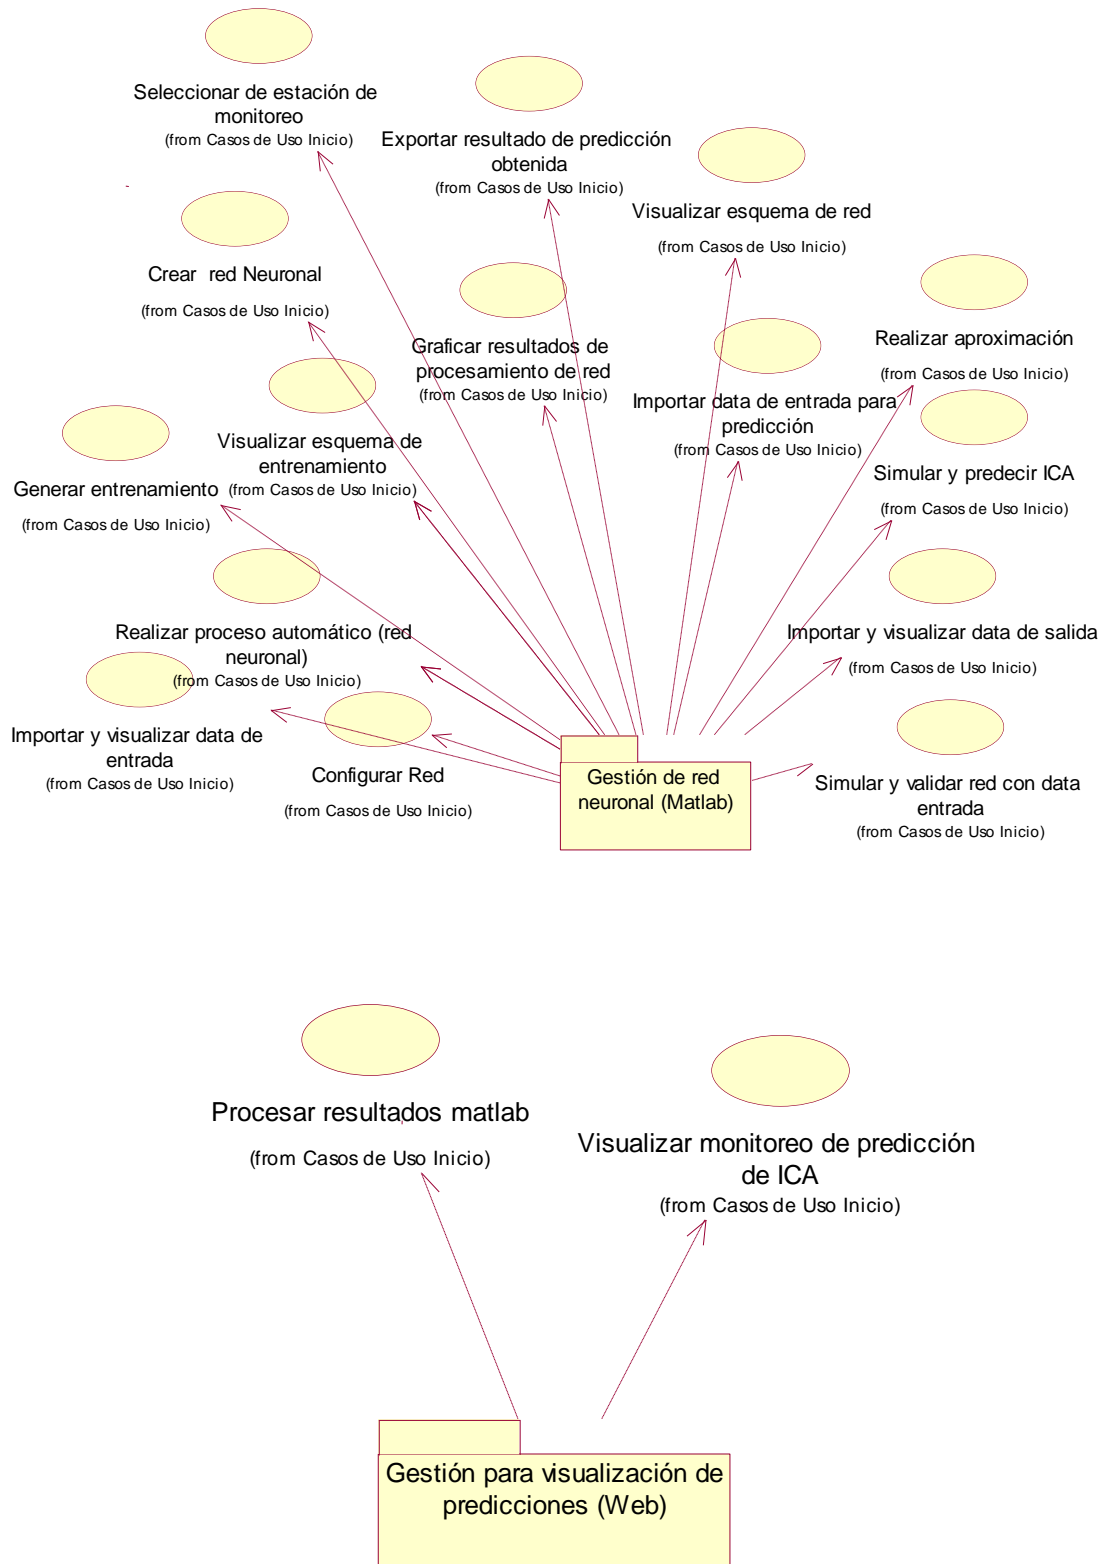 Seleccionar de estación de
monitoreo
(from Casos de Uso Inicio)
Exportar resultado de predicción
obtenida
(from Casos de Uso Inicio)
Visualizar esquema de red
(from Casos de Uso Inicio)
Crear  red Neuronal
(from Casos de Uso Inicio)
Graficar resultados de
procesamiento de red
(from Casos de Uso Inicio)
Realizar aproximación
(from Casos de Uso Inicio)
Importar data de entrada para
predicción
(from Casos de Uso Inicio)
Visualizar esquema de
entrenamiento
(from Casos de Uso Inicio)
Simular y predecir ICA
(from Casos de Uso Inicio)
Generar entrenamiento
(from Casos de Uso Inicio)
Realizar proceso automático (red
neuronal)
(from Casos de Uso Inicio)
Importar y visualizar data de salida
(from Casos de Uso Inicio)
Importar y visualizar data de
entrada
(from Casos de Uso Inicio)
Configurar Red
(from Casos de Uso Inicio)
Gestión de red
neuronal (Matlab)
Simular y validar red con data
entrada
(from Casos de Uso Inicio)
Procesar resultados matlab
(from Casos de Uso Inicio)
Visualizar monitoreo de predicción
de ICA
(from Casos de Uso Inicio)
Gestión para visualización de
predicciones (Web)